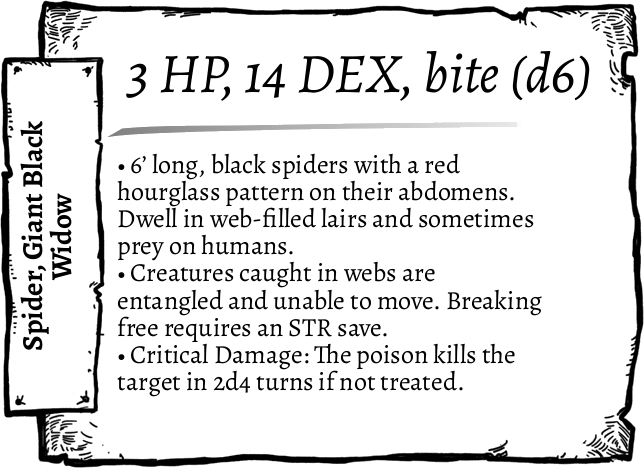 Spider, Giant Black
Widow
3 HP, 14 DEX, bite (d6)
• 6’ long, black spiders with a red
hourglass pattern on their abdomens.
Dwell in web-filled lairs and sometimes
prey on humans.
• Creatures caught in webs are
entangled and unable to move. Breaking
free requires an STR save.
• Critical Damage: The poison kills the
target in 2d4 turns if not treated.